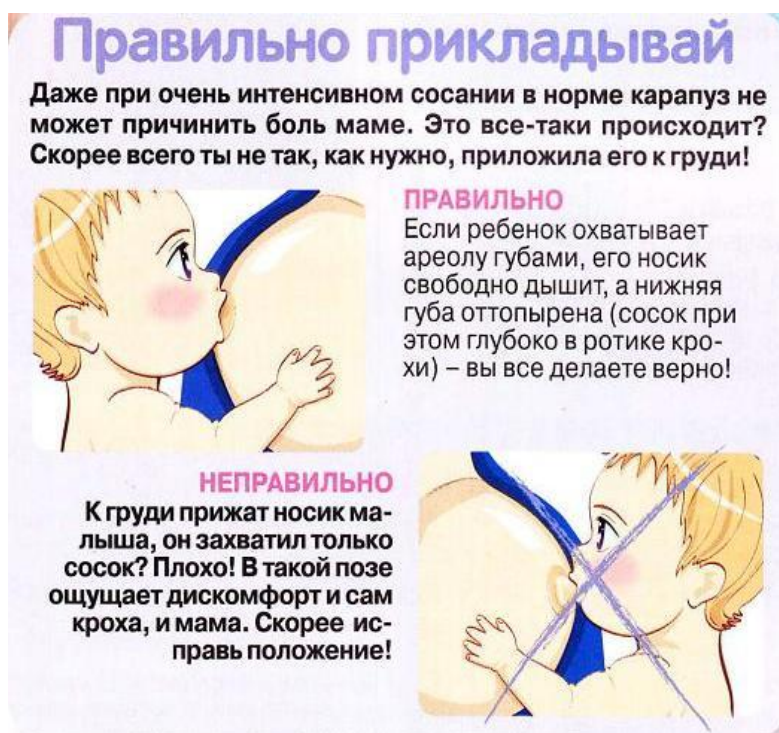 Правильно прикладывай
Даже при очень интенсивном сосании в норме карапуз не
может причинить боль маме. Это все-таки происходит?
Скорее всего ты не так, как нужно, приложила его к груди!
ПРАВИЛЬНО
Если ребенок охватывает
ареолу губами, его носик
свободно дышит, а нижняя
губа оттопырена (сосок при
этом глубоко в ротике кро-
хи) – вы все делаете верно!
НЕПРАВИЛЬНО
К груди прижат носик ма-
лыша, он захватил только
сосок? Плохо! В такой позе
ощущает дискомфорт и сам
кроха, и мама. Скорее ис-
правь положение!